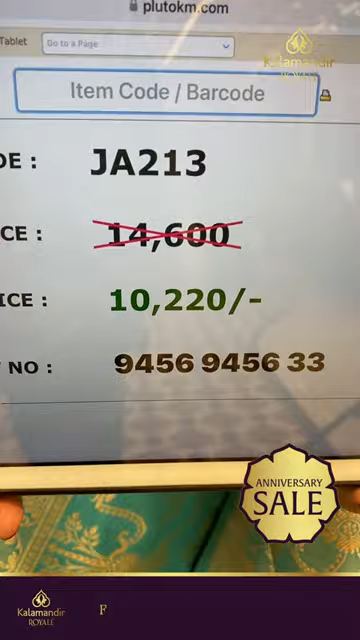 plutokm.com
Tablet
Go to a Page
Kalamandir
ROYALE
Item Code / Barcode
DE : JA213
CE : 14,600
ICE : 10,220/-
NO : 9456 9456 33
ANNIVERSARY
SALE
Kalamandir
ROYALE
F